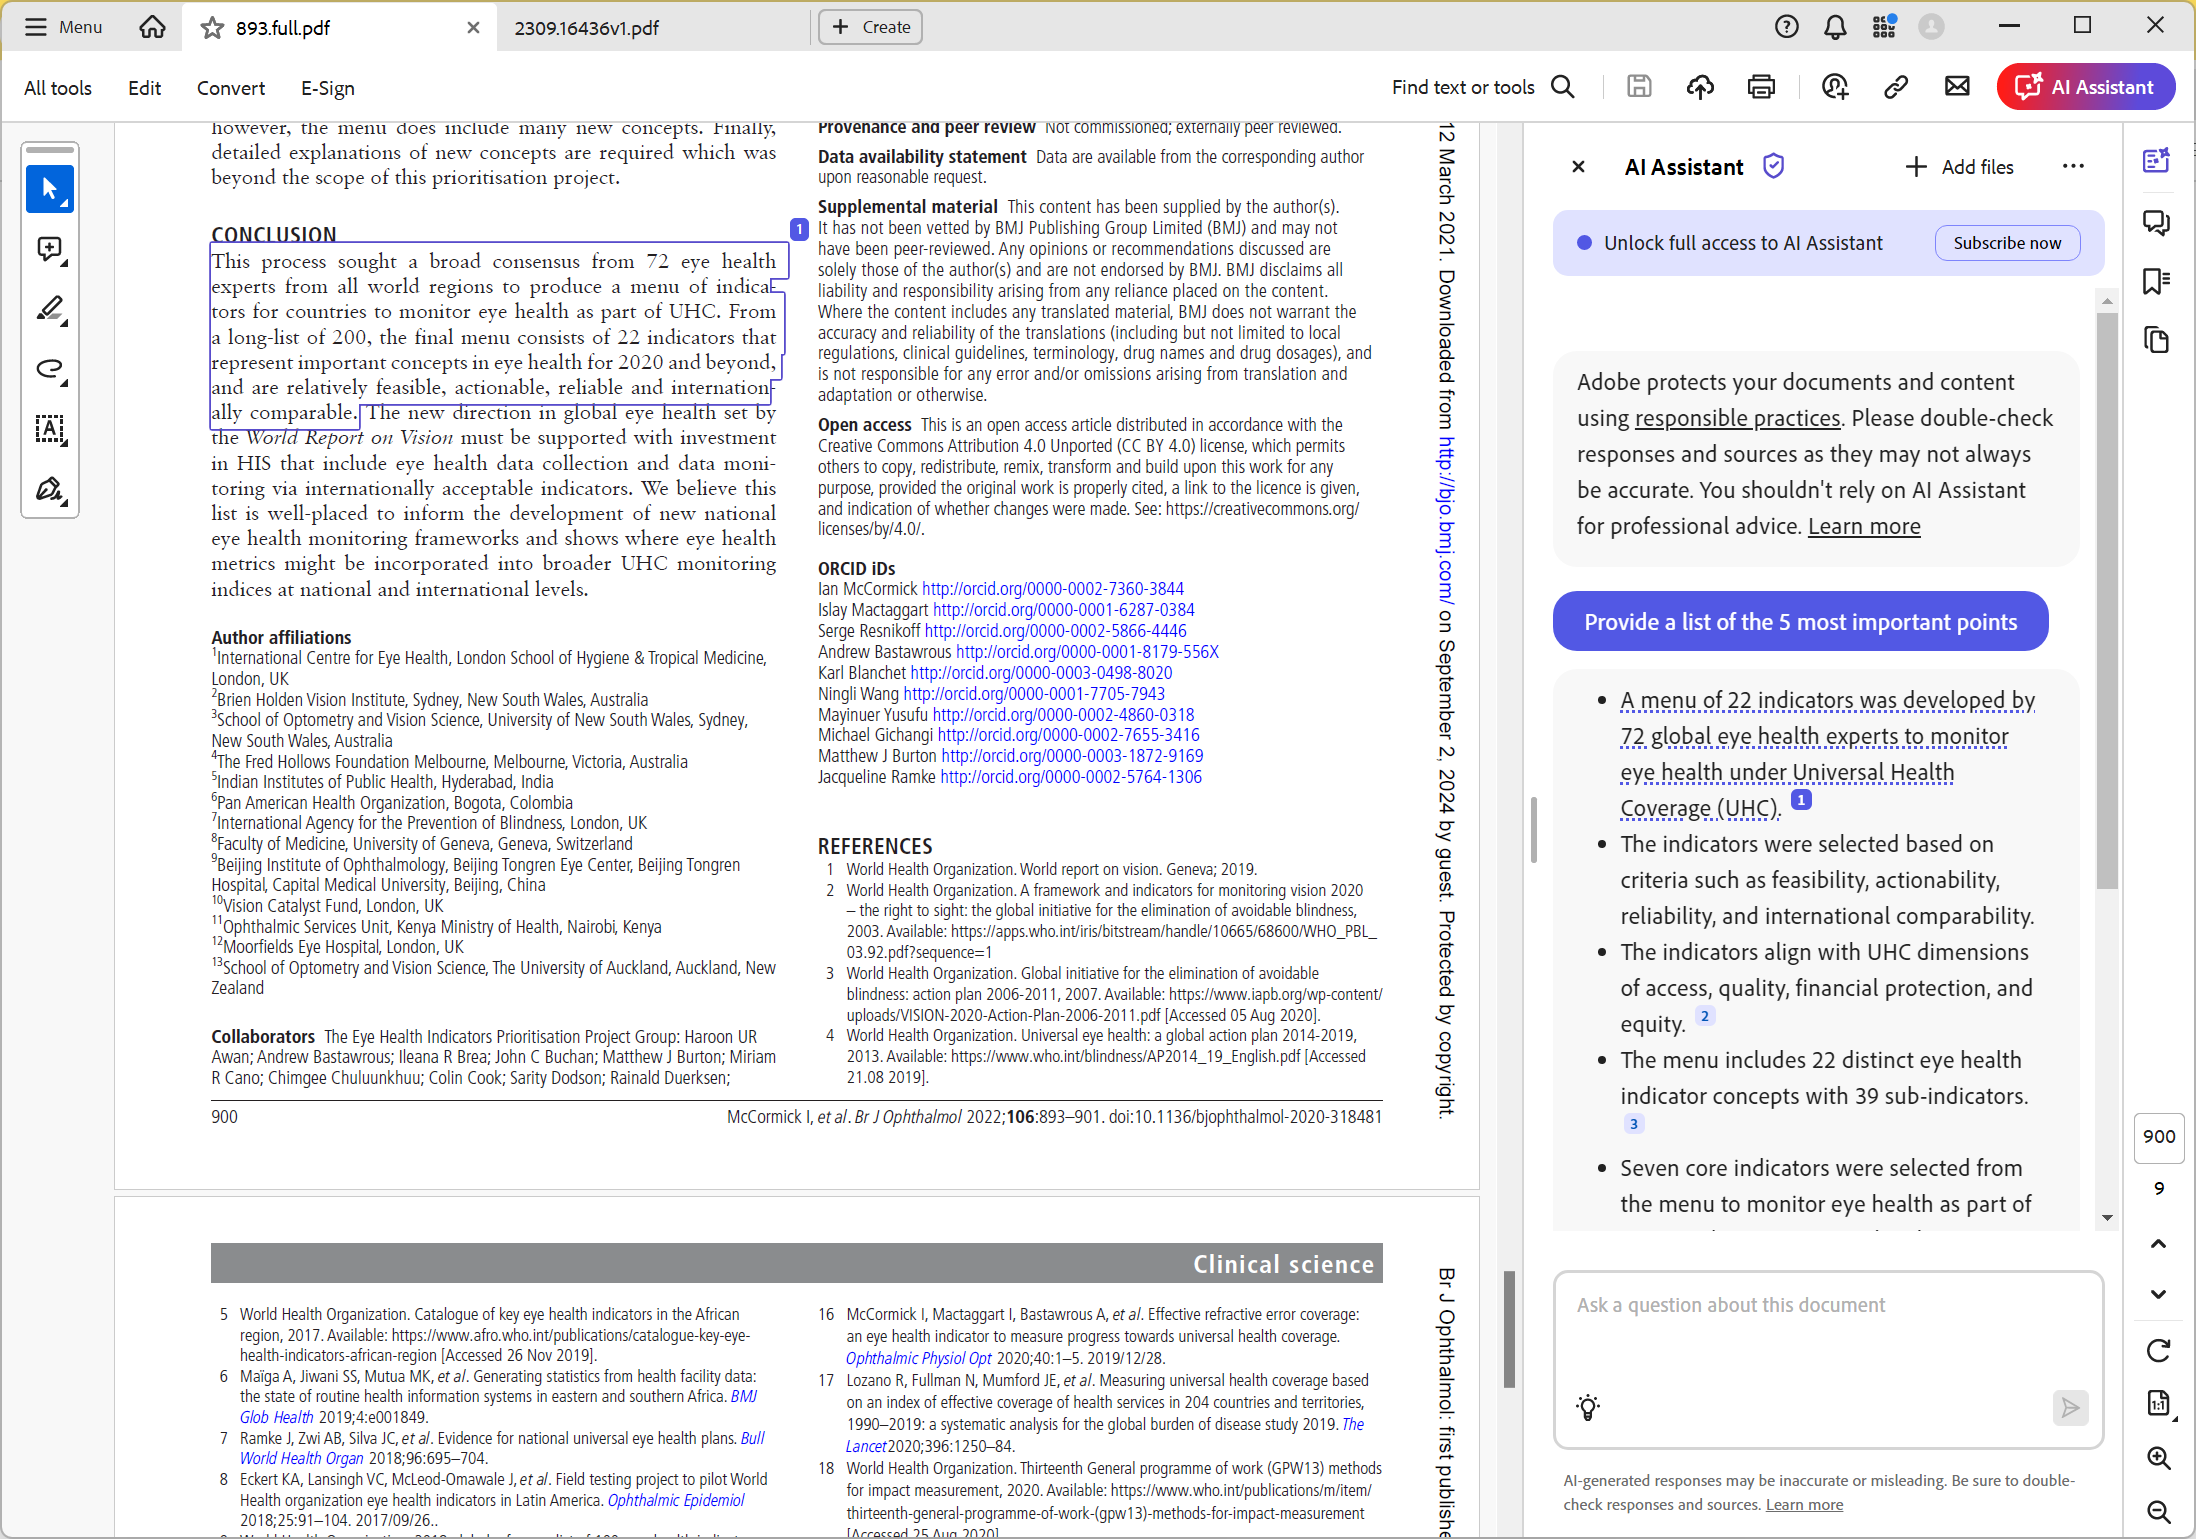 Menu
893.full.pdf
2309.16436v1.pdf
Create
All tools
Edit
Convert
E-Sign
Find text or tools
AI Assistant
however, the menu does include many new concepts. Finally,
detailed explanations of new concepts are required which was
beyond the scope of this prioritisation project.
CONCLUSION
1
This process sought a broad consensus from 72 eye health
experts from all world regions to produce a menu of indica-
tors for countries to monitor eye health as part of UHC. From
a long-list of 200, the final menu consists of 22 indicators that
represent important concepts in eye health for 2020 and beyond,
and are relatively feasible, actionable, reliable and internation-
ally comparable. The new direction in global eye health set by
the World Report on Vision must be supported with investment
in HIS that include eye health data collection and data moni-
toring via internationally acceptable indicators. We believe this
list is well-placed to inform the development of new national
eye health monitoring frameworks and shows where eye health
metrics might be incorporated into broader UHC monitoring
indices at national and international levels.
Author affiliations
1International Centre for Eye Health, London School of Hygiene & Tropical Medicine,
London, UK
2Brien Holden Vision Institute, Sydney, New South Wales, Australia
3School of Optometry and Vision Science, University of New South Wales, Sydney,
New South Wales, Australia
4The Fred Hollows Foundation Melbourne, Melbourne, Victoria, Australia
5Indian Institutes of Public Health, Hyderabad, India
6Pan American Health Organization, Bogota, Colombia
7International Agency for the Prevention of Blindness, London, UK
8Faculty of Medicine, University of Geneva, Geneva, Switzerland
9Beijing Institute of Ophthalmology, Beijing Tongren Eye Center, Beijing Tongren
Hospital, Capital Medical University, Beijing, China
10Vision Catalyst Fund, London, UK
11Ophthalmic Services Unit, Kenya Ministry of Health, Nairobi, Kenya
12Moorfields Eye Hospital, London, UK
13School of Optometry and Vision Science, The University of Auckland, Auckland, New
Zealand
Collaborators The Eye Health Indicators Prioritisation Project Group: Haroon UR
Awan; Andrew Bastawrous; Ileana R Brea; John C Buchan; Matthew J Burton; Miriam
R Cano; Chimgee Chuluunkhuu; Colin Cook; Sarity Dodson; Rainald Duerksen;
Provenance and peer review Not commissioned; externally peer reviewed.
Data availability statement Data are available from the corresponding author
upon reasonable request.
Supplemental material This content has been supplied by the author(s).
It has not been vetted by BMJ Publishing Group Limited (BMJ) and may not
have been peer-reviewed. Any opinions or recommendations discussed are
solely those of the author(s) and are not endorsed by BMJ. BMJ disclaims all
liability and responsibility arising from any reliance placed on the content.
Where the content includes any translated material, BMJ does not warrant the
accuracy and reliability of the translations (including but not limited to local
regulations, clinical guidelines, terminology, drug names and drug dosages), and
is not responsible for any error and/or omissions arising from translation and
adaptation or otherwise.
Open access This is an open access article distributed in accordance with the
Creative Commons Attribution 4.0 Unported (CC BY 4.0) license, which permits
others to copy, redistribute, remix, transform and build upon this work for any
purpose, provided the original work is properly cited, a link to the licence is given,
and indication of whether changes were made. See: https://creativecommons.org/
licenses/by/4.0/.
ORCID iDs
Ian McCormick http://orcid.org/0000-0002-7360-3844
Islay Mactaggart http://orcid.org/0000-0001-6287-0384
Serge Resnikoff http://orcid.org/0000-0002-5866-4446
Andrew Bastawrous http://orcid.org/0000-0001-8179-556X
Karl Blanchet http://orcid.org/0000-0003-0498-8020
Ningli Wang http://orcid.org/0000-0001-7705-7943
Mayinuer Yusufu http://orcid.org/0000-0002-4860-0318
Michael Gichangi http://orcid.org/0000-0002-7655-3416
Matthew J Burton http://orcid.org/0000-0003-1872-9169
Jacqueline Ramke http://orcid.org/0000-0002-5764-1306
REFERENCES
1 World Health Organization. World report on vision. Geneva; 2019.
2 World Health Organization. A framework and indicators for monitoring vision 2020
– the right to sight: the global initiative for the elimination of avoidable blindness,
2003. Available: https://apps.who.int/iris/bitstream/handle/10665/68600/WHO_PBL_
03.92.pdf?sequence=1
3 World Health Organization. Global initiative for the elimination of avoidable
blindness: action plan 2006-2011, 2007. Available: https://www.iapb.org/wp-content/
uploads/VISION-2020-Action-Plan-2006-2011.pdf [Accessed 05 Aug 2020].
4 World Health Organization. Universal eye health: a global action plan 2014-2019,
2013. Available: https://www.who.int/blindness/AP2014_19_English.pdf [Accessed
21.08 2019].
900
McCormick I, et al. Br J Ophthalmol 2022;106:893–901. doi:10.1136/bjophthalmol-2020-318481
12 March 2021. Downloaded from http://bjo.bmj.com/ on September 2, 2024 by guest. Protected by copyright.
Clinical science
5 World Health Organization. Catalogue of key eye health indicators in the African
region, 2017. Available: https://www.afro.who.int/publications/catalogue-key-eye-
health-indicators-african-region [Accessed 26 Nov 2019].
6 Maïga A, Jiwani SS, Mutua MK, et al. Generating statistics from health facility data:
the state of routine health information systems in eastern and southern Africa. BMJ
Glob Health 2019;4:e001849.
7 Ramke J, Zwi AB, Silva JC, et al. Evidence for national universal eye health plans. Bull
World Health Organ 2018;96:695–704.
8 Eckert KA, Lansingh VC, McLeod-Omawale J, et al. Field testing project to pilot World
Health organization eye health indicators in Latin America. Ophthalmic Epidemiol
2018;25:91–104. 2017/09/26..
16 McCormick I, Mactaggart I, Bastawrous A, et al. Effective refractive error coverage:
an eye health indicator to measure progress towards universal health coverage.
Ophthalmic Physiol Opt 2020;40:1–5. 2019/12/28.
17 Lozano R, Fullman N, Mumford JE, et al. Measuring universal health coverage based
on an index of effective coverage of health services in 204 countries and territories,
1990–2019: a systematic analysis for the global burden of disease study 2019. The
Lancet2020;396:1250–84.
18 World Health Organization. Thirteenth General programme of work (GPW13) methods
for impact measurement, 2020. Available: https://www.who.int/publications/m/item/
thirteenth-general-programme-of-work-(gpw13)-methods-for-impact-measurement
[Accessed 25 Aug 2020].
Br J Ophthalmol: first publishe
AI Assistant
Add files
Unlock full access to AI Assistant
Subscribe now
Adobe protects your documents and content
using responsible practices. Please double-check
responses and sources as they may not always
be accurate. You shouldn't rely on AI Assistant
for professional advice. Learn more
Provide a list of the 5 most important points
• A menu of 22 indicators was developed by
72 global eye health experts to monitor
eye health under Universal Health
Coverage (UHC). 1
• The indicators were selected based on
criteria such as feasibility, actionability,
reliability, and international comparability.
• The indicators align with UHC dimensions
of access, quality, financial protection, and
equity. 2
• The menu includes 22 distinct eye health
indicator concepts with 39 sub-indicators.
3
• Seven core indicators were selected from
the menu to monitor eye health as part of
Ask a question about this document
AI-generated responses may be inaccurate or misleading. Be sure to double-
check responses and sources. Learn more
900
9
1:1